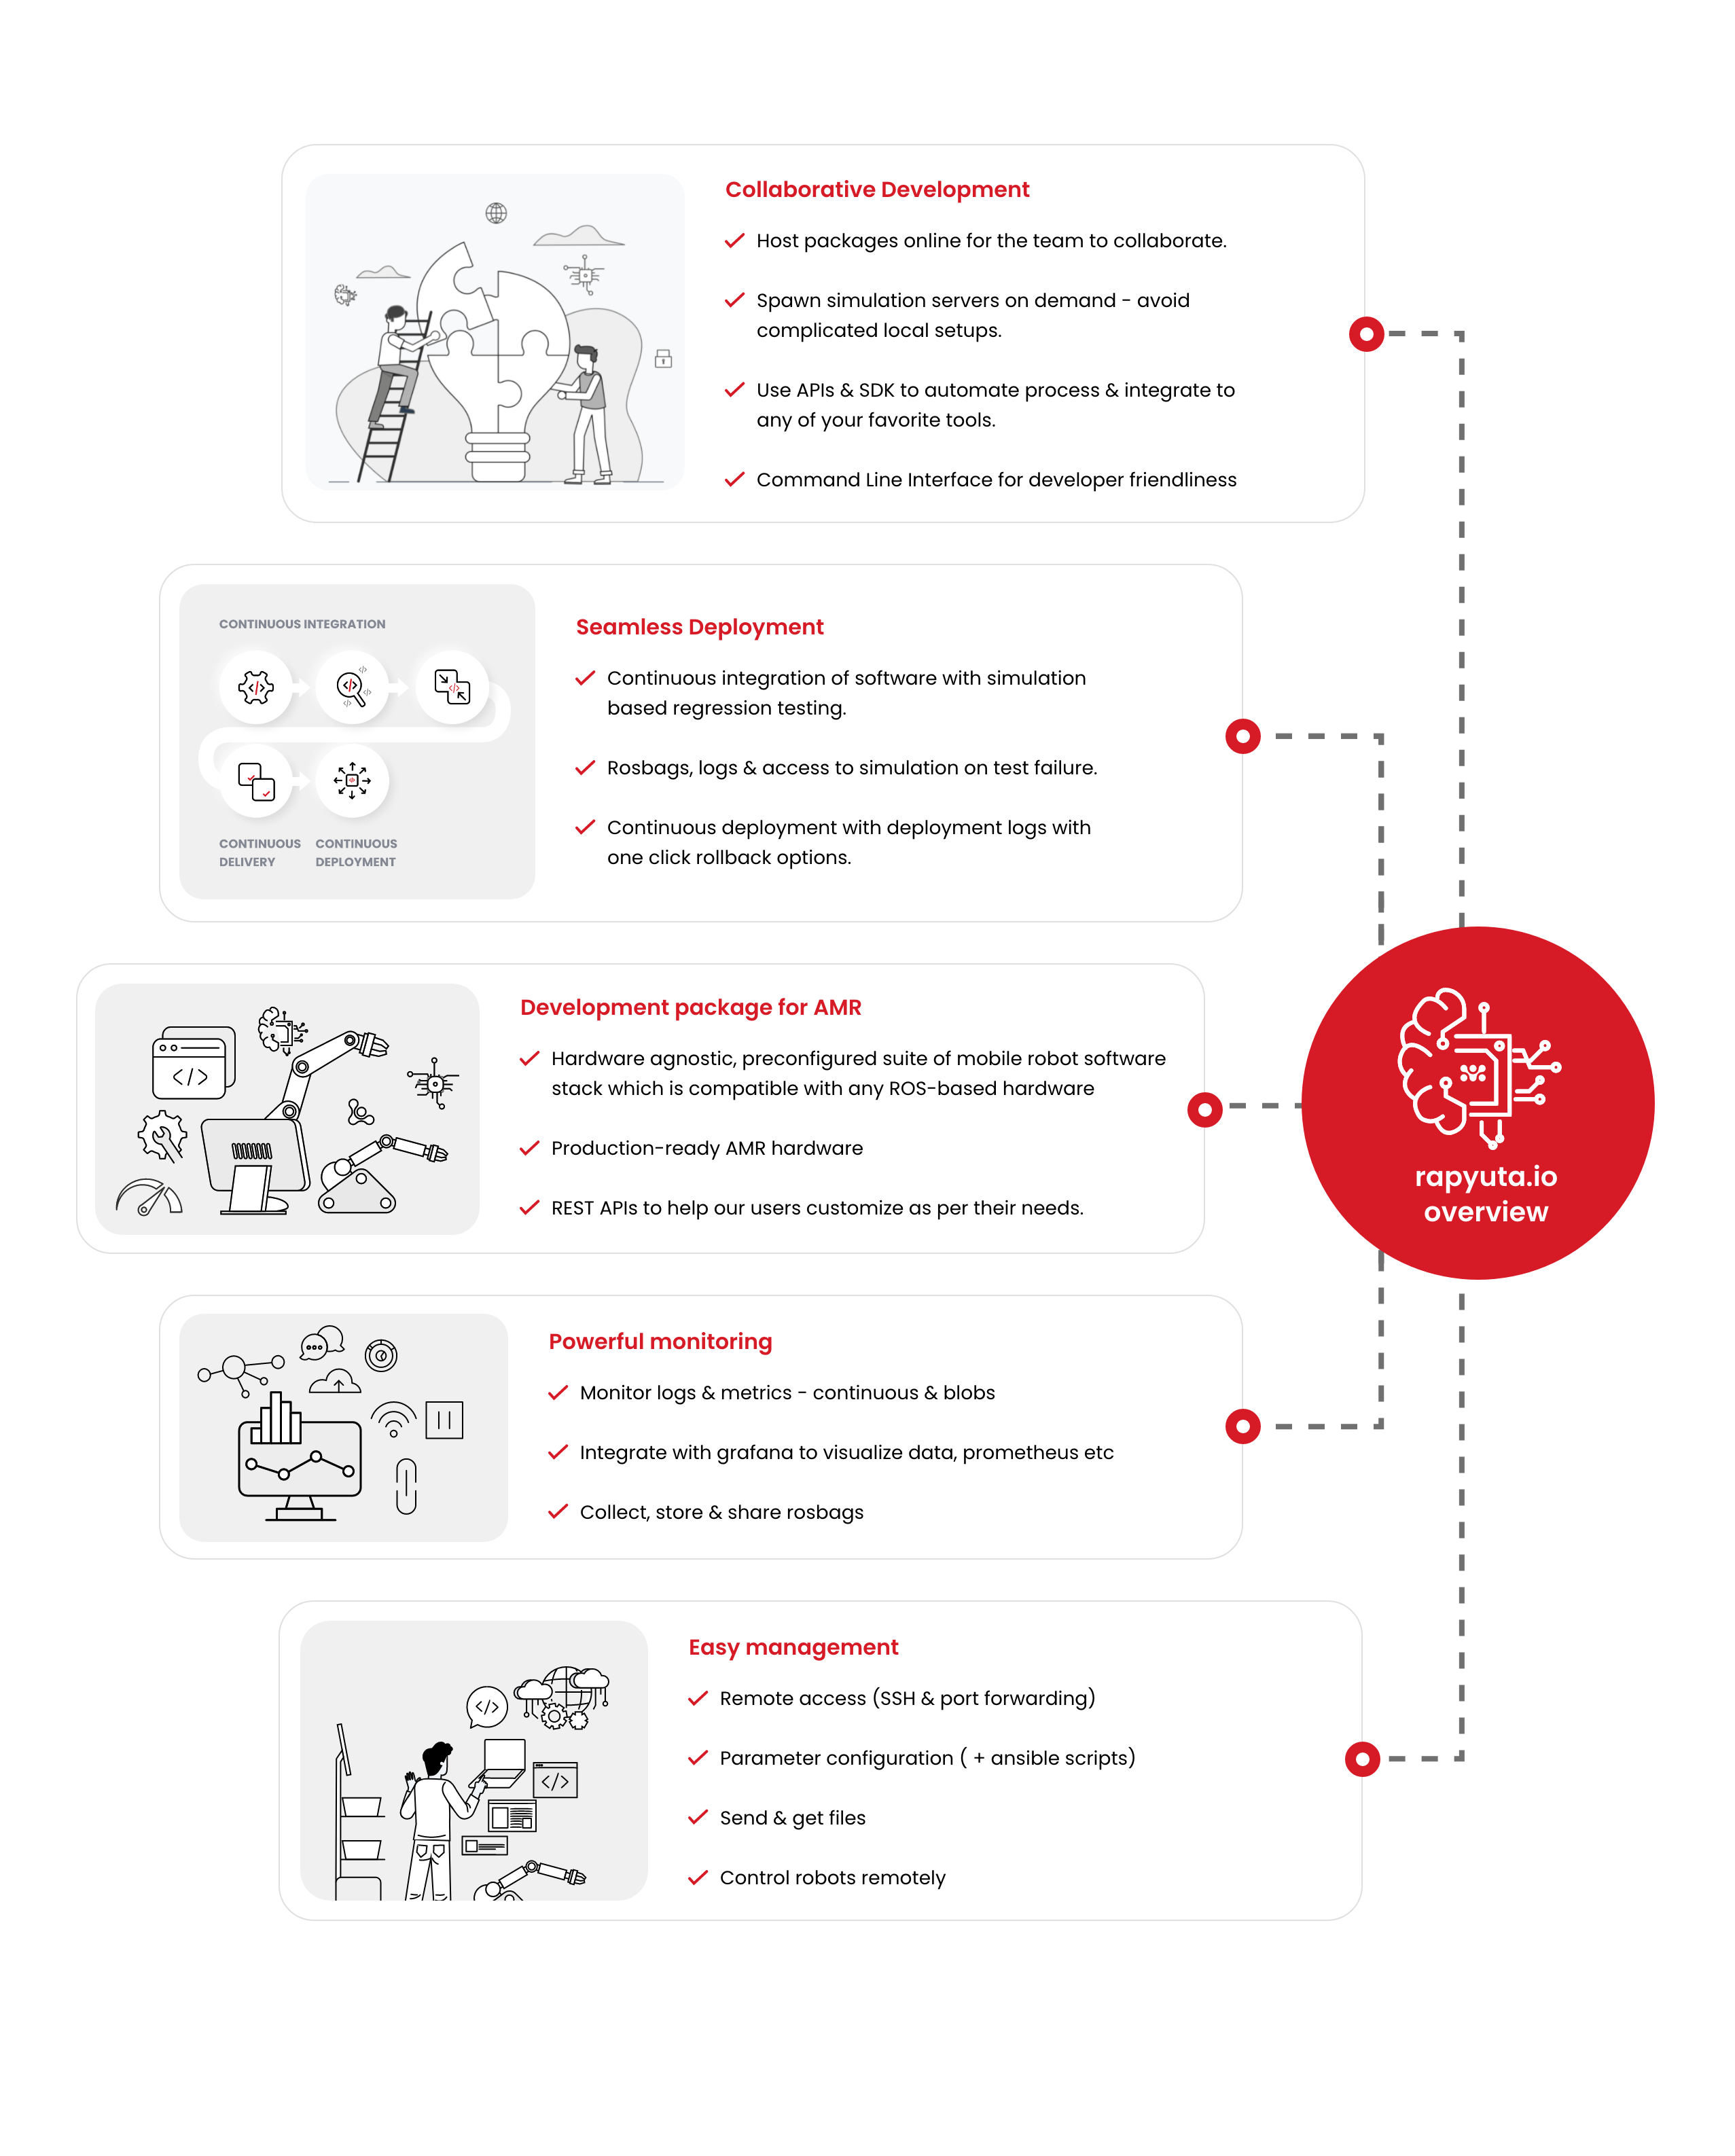 Collaborative Development
Host packages online for the team to collaborate.
Spawn simulation servers on demand - avoid
complicated local setups.
Use APIs & SDK to automate process & integrate to
any of your favorite tools.
Command Line Interface for developer friendliness
CONTINUOUS INTEGRATION
</>
</>
</>
</>
</>
</>
</>
CONTINUOUS CONTINUOUS
DELIVERY DEPLOYMENT
Seamless Deployment
Continuous integration of software with simulation
based regression testing.
Rosbags, logs & access to simulation on test failure.
Continuous deployment with deployment logs with
one click rollback options.
</>
Development package for AMR
Hardware agnostic, preconfigured suite of mobile robot software
stack which is compatible with any ROS-based hardware
Production-ready AMR hardware
REST APIs to help our users customize as per their needs.
rapyuta.io
overview
Powerful monitoring
Monitor logs & metrics - continuous & blobs
Integrate with grafana to visualize data, prometheus etc
Collect, store & share rosbags
</>
</>
Easy management
Remote access (SSH & port forwarding)
Parameter configuration ( + ansible scripts)
Send & get files
Control robots remotely